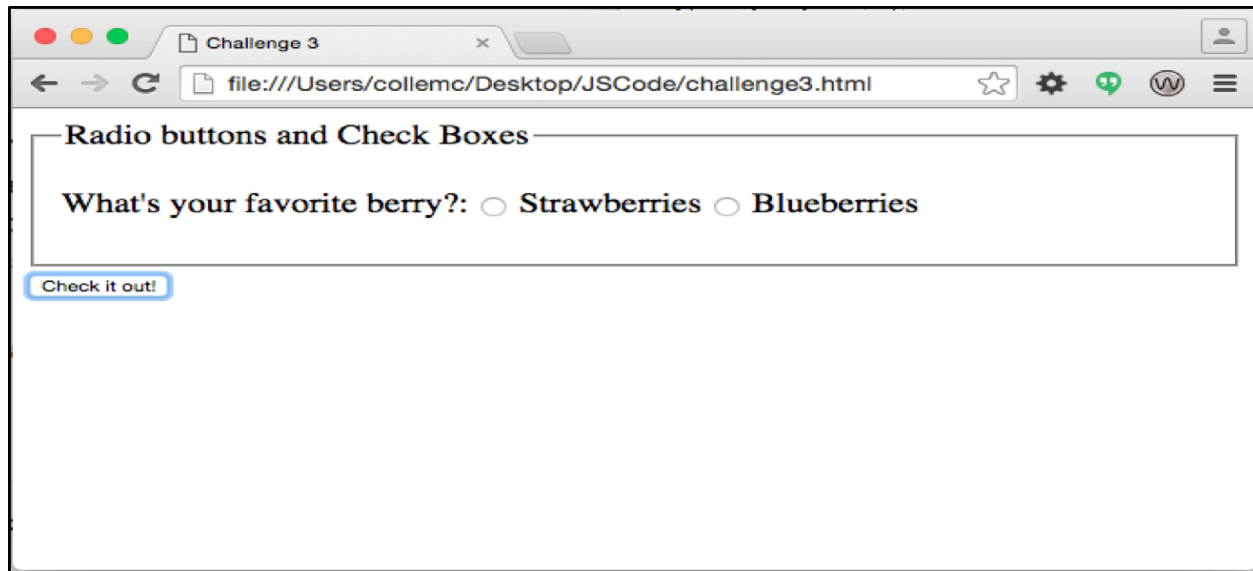 Challenge 3
file:///Users/collemc/Desktop/JSCode/challenge3.html
Radio buttons and Check Boxes
What's your favorite berry?: Strawberries Blueberries
Check it out!